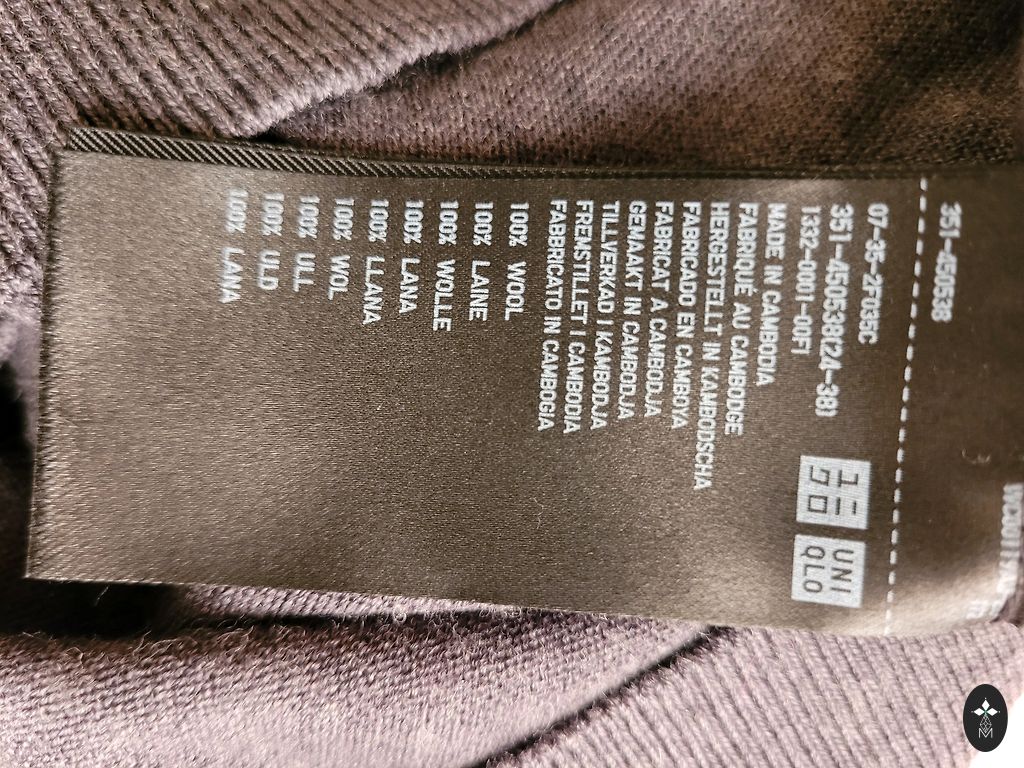 351-450538
07-35-2F035C
351-450538(24-38)
1332-0001-00F1
ユニ
クロ
UNI
QLO
MADE IN CAMBODIA
FABRIQUE AU CAMBODGE
HERGESTELLT IN KAMBODSCHA
FABRICADO EN CAMBOYA
FABRICAT A CAMBODJA
GEMAAKT IN CAMBODJA
TILLVERKAD I KAMBODJA
FREMSTILLET I CAMBODIA
FABBRICATO IN CAMBOGIA
100% WOOL
100% LAINE
100% WOLLE
100% LANA
100% LLANA
100% WOL
100% ULL
100% ULD
100% LANA
M